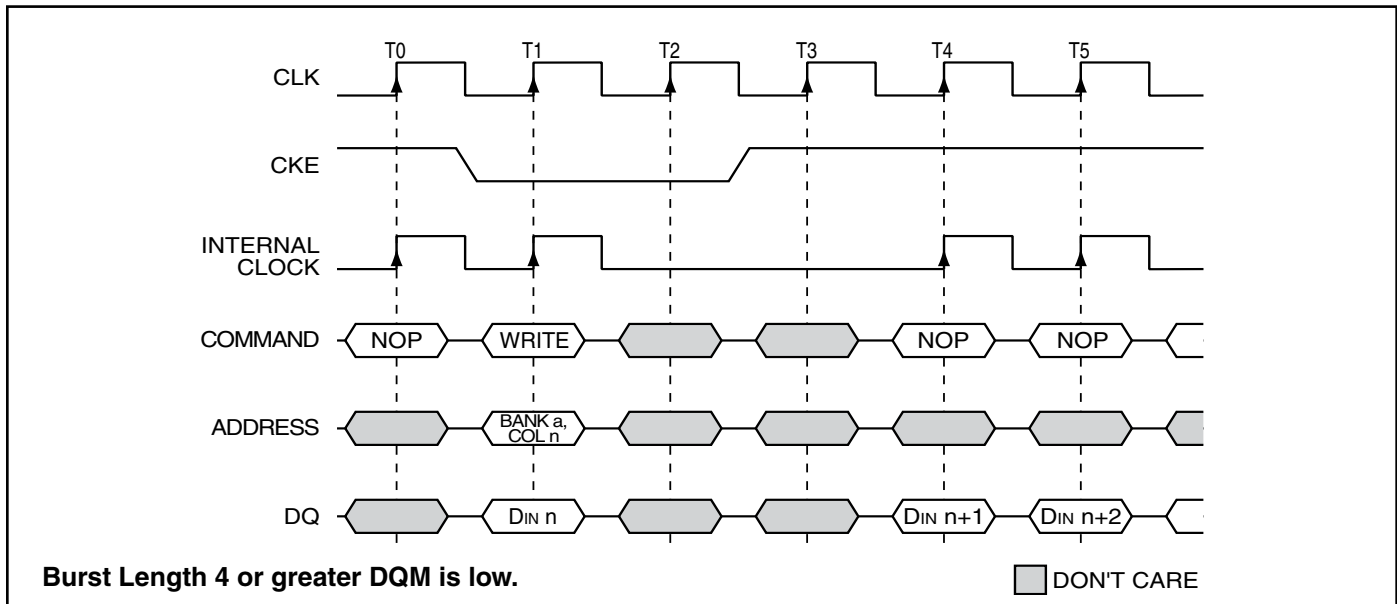 T0 T1 T2 T3 T4 T5
CLK
CKE
INTERNAL
CLOCK
COMMAND NOP WRITE NOP NOP
ADDRESS BANK a,
COL n
DQ DIN n DIN n+1 DIN n+2
Burst Length 4 or greater DQM is low. DON'T CARE